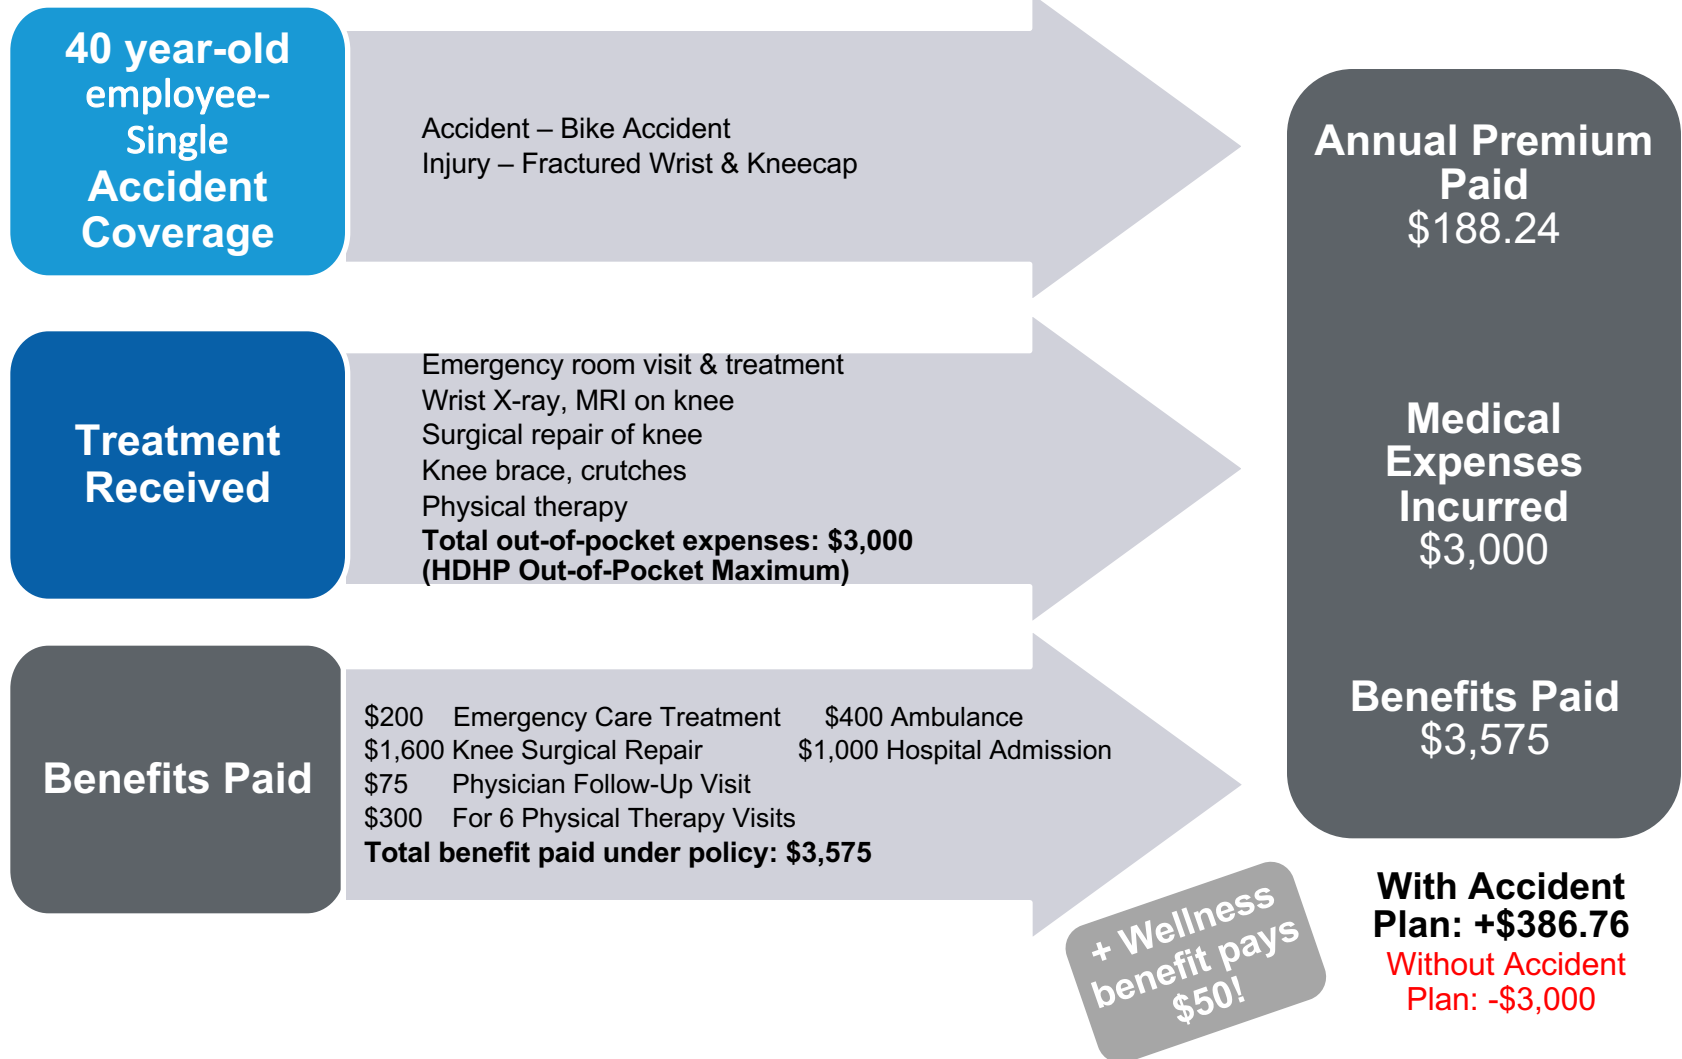 40 year-old
employee-
Single
Accident
Coverage
Accident – Bike Accident
Injury – Fractured Wrist & Kneecap
Treatment
Received
Emergency room visit & treatment
Wrist X-ray, MRI on knee
Surgical repair of knee
Knee brace, crutches
Physical therapy
Total out-of-pocket expenses: $3,000
(HDHP Out-of-Pocket Maximum)
Benefits Paid
$200 Emergency Care Treatment $400 Ambulance
$1,600 Knee Surgical Repair $1,000 Hospital Admission
$75 Physician Follow-Up Visit
$300 For 6 Physical Therapy Visits
Total benefit paid under policy: $3,575
+ Wellness
benefit pays
$50!
Annual Premium
Paid
$188.24
Medical
Expenses
Incurred
$3,000
Benefits Paid
$3,575
With Accident
Plan: +$386.76
Without Accident
Plan: -$3,000